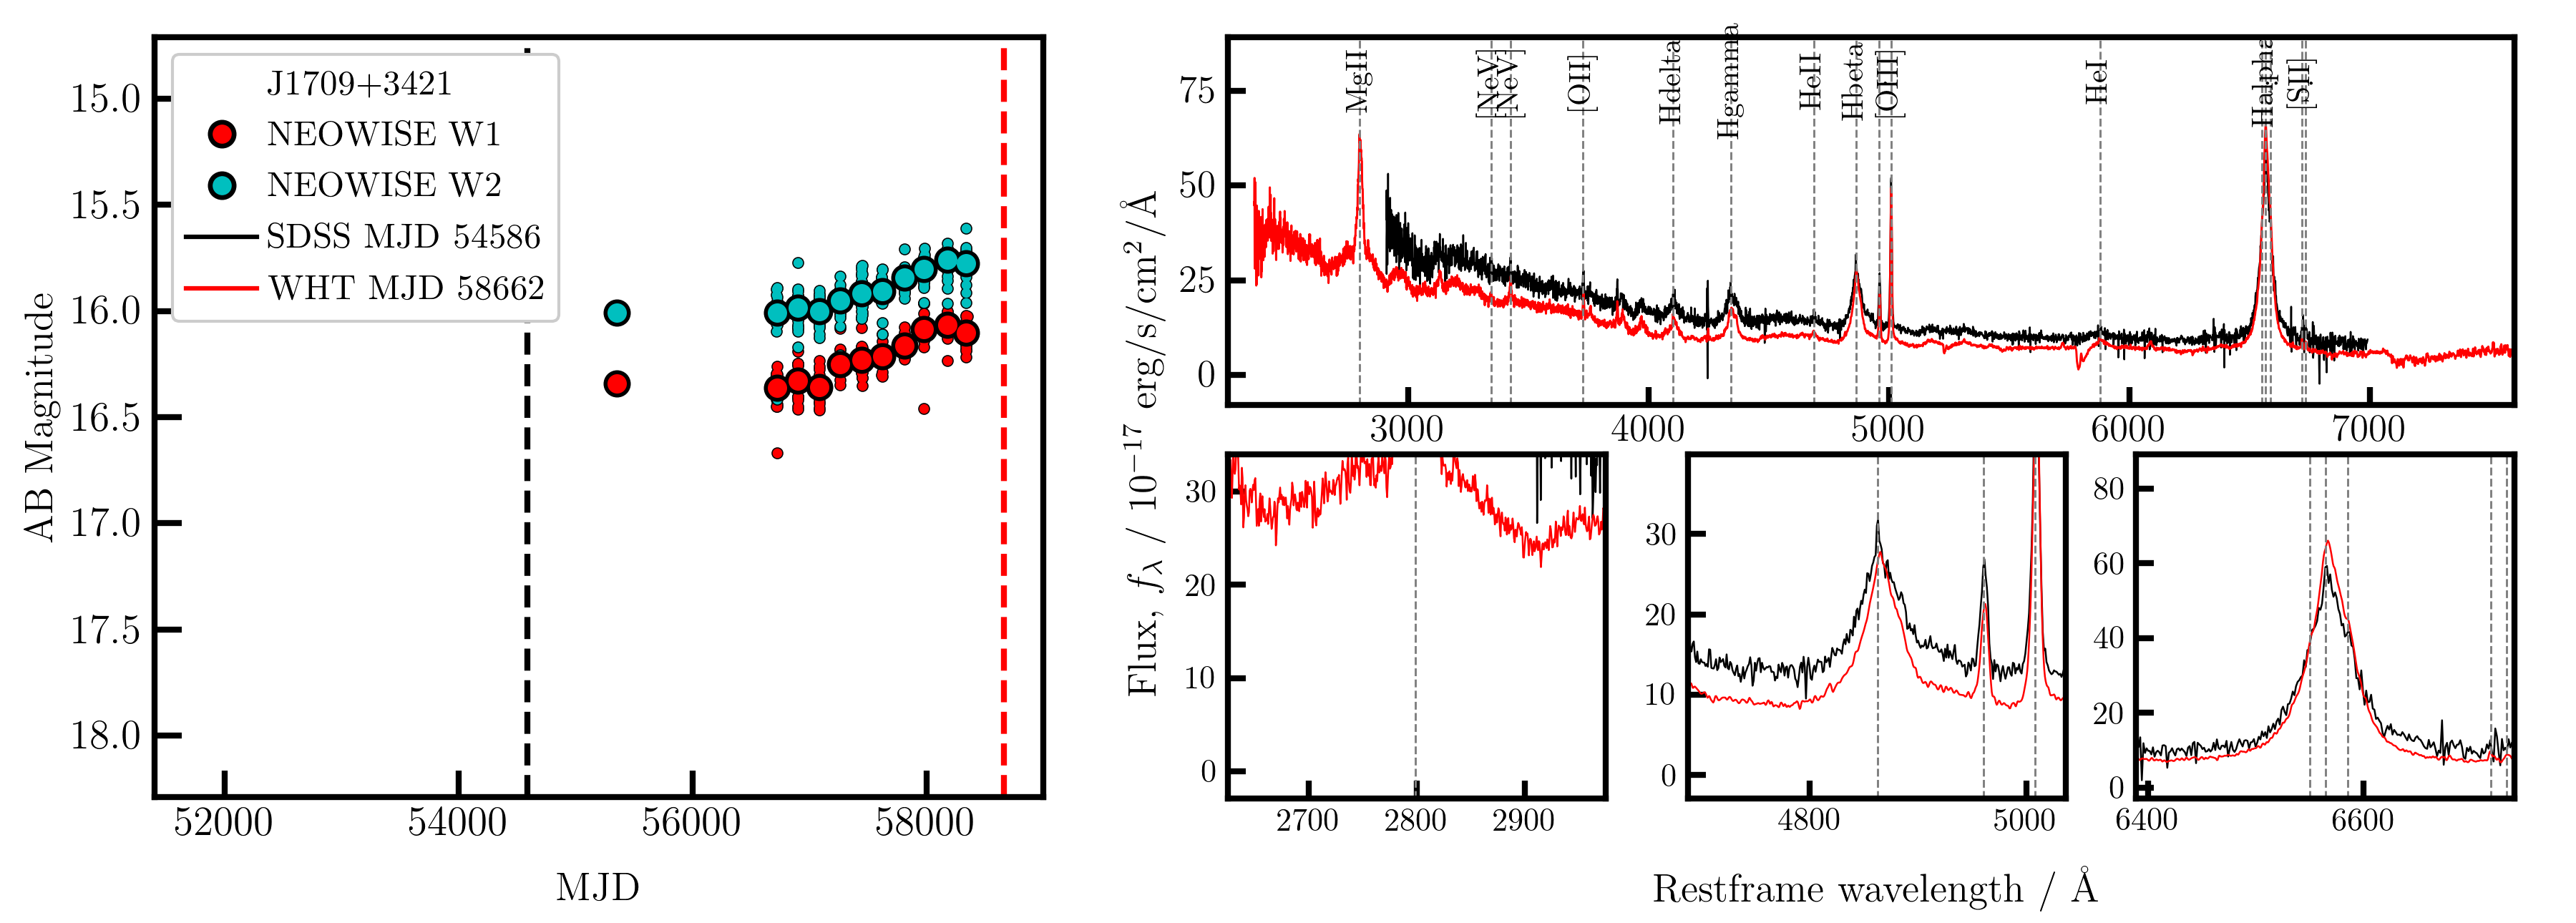 J1709+3421
NEOWISE W1
NEOWISE W2
SDSS MJD 54586
WHT MJD 58662
15.0
15.5
16.0
16.5
17.0
17.5
18.0
AB Magnitude
52000 54000 56000 58000
MJD
MgII [NeV] [NeV] [OII] Hdelta Hgamma HeII Hbeta [OIII] HeI Halpha [SII]
75
50
25
0
3000 4000 5000 6000 7000
Flux, fλ / 10⁻¹⁷ erg/s/cm² /Å
30
20
10
0
2700 2800 2900
30
20
10
0
4800 5000
80
60
40
20
0
6400 6600
Restframe wavelength / Å